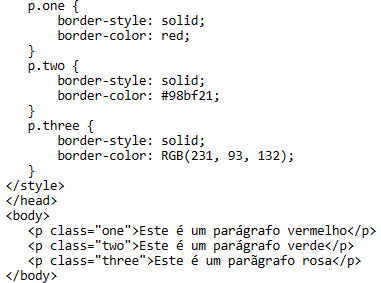 p.one {
border-style: solid;
border-color: red;
}
p.two {
border-style: solid;
border-color: #98bf21;
}
p.three {
border-style: solid;
border-color: RGB(231, 93, 132);
}
</style>
</head>
<body>
<p class="one">Este é um parágrafo vermelho</p>
<p class="two">Este é um parágrafo verde</p>
<p class="three">Este é um parãgrafo rosa</p>
</body>